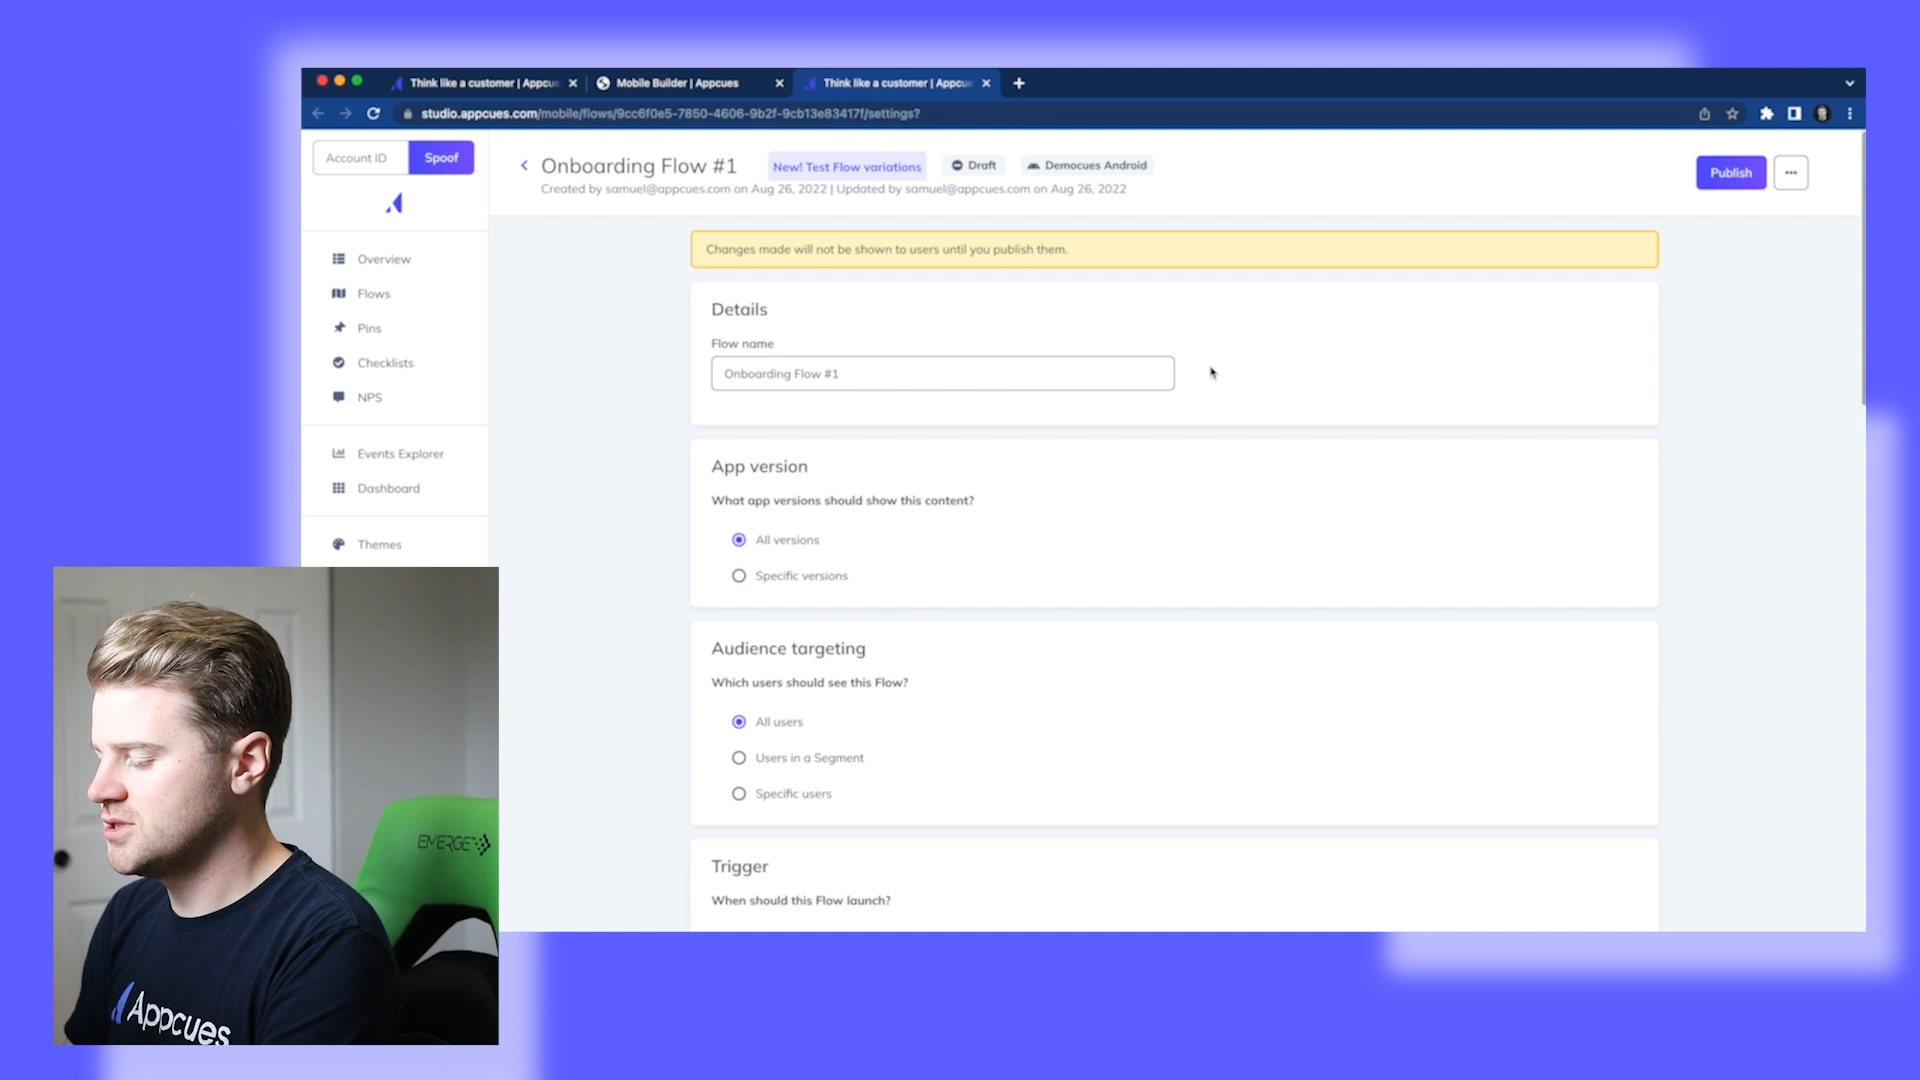 Think like a customer | Appcue
Mobile Builder | Appcues
Think like a customer | Appcue
studio.appcues.com/mobile/flows/9cc6f0e5-7850-4606-9b2f-9cb13e83417f/settings?
Account ID
Spoof
Overview
Flows
Pins
Checklists
NPS
Events Explorer
Dashboard
Themes
Onboarding Flow #1
New! Test Flow variations
Draft
Democues Android
Publish
Created by samuel@appcues.com on Aug 26, 2022 | Updated by samuel@appcues.com on Aug 26, 2022
Changes made will not be shown to users until you publish them.
Details
Flow name
Onboarding Flow #1
App version
What app versions should show this content?
All versions
Specific versions
Audience targeting
Which users should see this Flow?
All users
Users in a Segment
Specific users
Trigger
When should this Flow launch?
EMERGE
Appcues